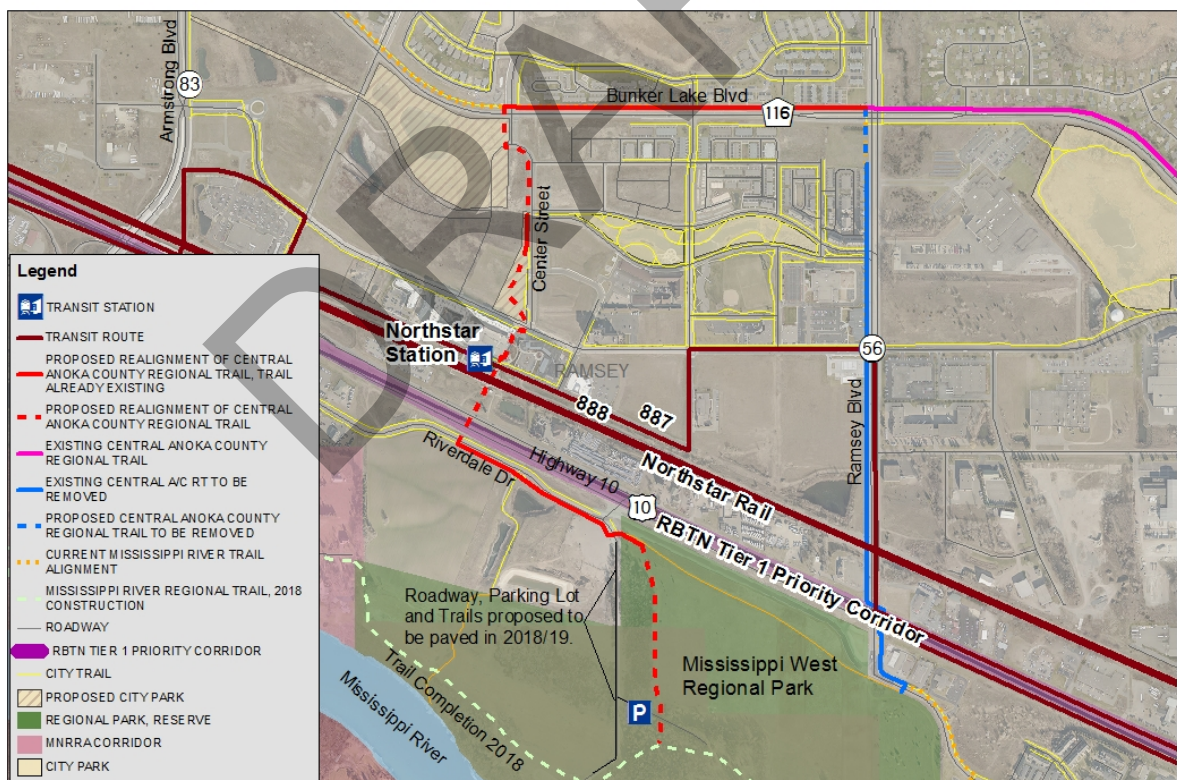 DRAFT
Armstrong Blvd
83
Bunker Lake Blvd
116
Center Street
Northstar
Station
RAMSEY
56
Ramsey Blvd
888
887
Northstar Rail
Highway 10
10
Riverdale Dr
RBTN Tier 1 Priority Corridor
Roadway, Parking Lot
and Trails proposed to
be paved in 2018/19.
Mississippi West
Regional Park
P
Trail Completion 2018
Mississippi River
Legend
TRANSIT STATION
TRANSIT ROUTE
PROPOSED REALIGNMENT OF CENTRAL
ANOKA COUNTY REGIONAL TRAIL, TRAIL
ALREADY EXISTING
PROPOSED REALIGNMENT OF CENTRAL
ANOKA COUNTY REGIONAL TRAIL
EXISTING CENTRAL ANOKA COUNTY
REGIONAL TRAIL
EXISTING CENTRAL A/C RT TO BE
REMOVED
PROPOSED CENTRAL ANOKA COUNTY
REGIONAL TRAIL TO BE REMOVED
CURRENT MISSISSIPPI RIVER TRAIL
ALIGNMENT
MISSISSIPPI RIVER REGIONAL TRAIL, 2018
CONSTRUCTION
ROADWAY
RBTN TIER 1 PRIORITY CORRIDOR
CITY TRAIL
PROPOSED CITY PARK
REGIONAL PARK, RESERVE
MNRRA CORRIDOR
CITY PARK